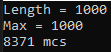 Length = 1000
Max = 1000
8371 mcs